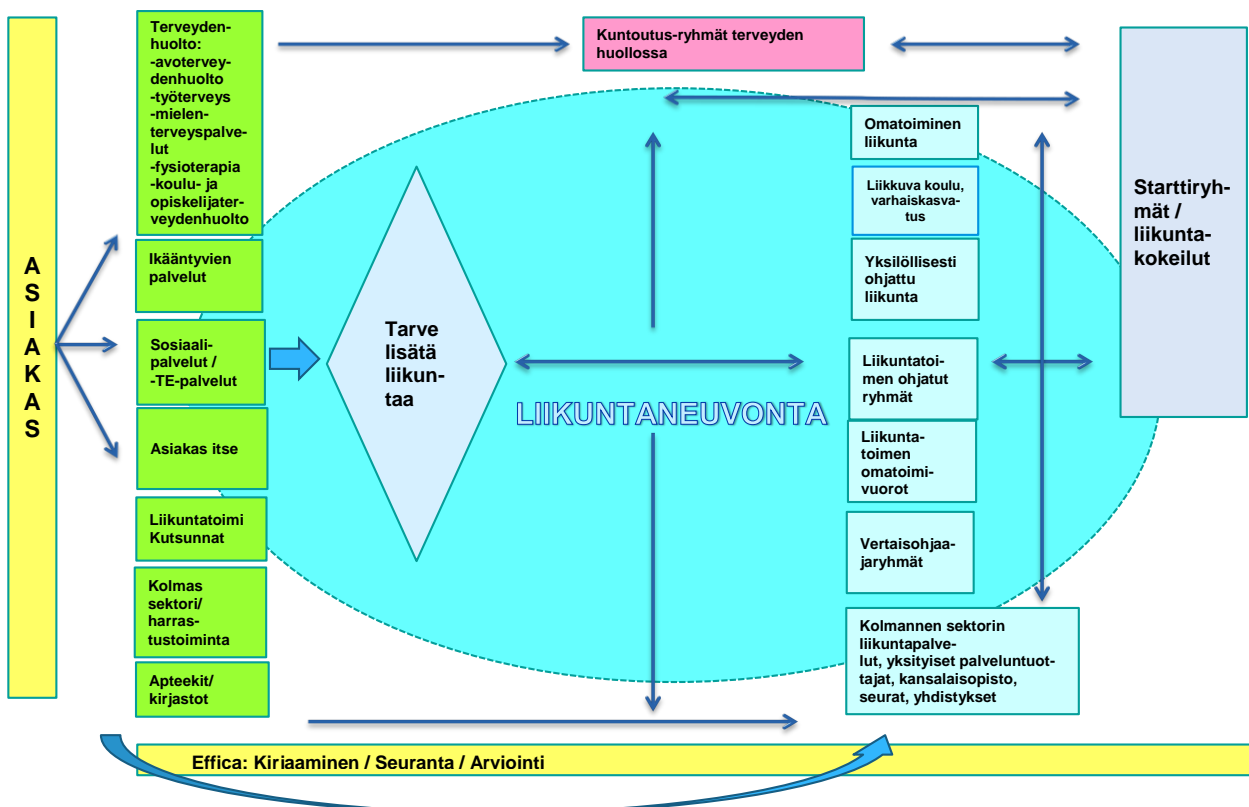 A
S
I
A
K
A
S
Terveyden-
huolto:
-avotervey-
denhuolto
-työterveys
-mielen-
terveyspalve-
lut
-fysioterapia
-koulu- ja
opiskelijater-
veydenhuolto
Ikääntyvien
palvelut
Sosiaali-
palvelut /
-TE-palvelut
Asiakas itse
Liikuntatoimi
Kutsunnat
Kolmas
sektori/
harras-
tustoiminta
Apteekit/
kirjastot
Tarve
lisätä
liikun-
taa
LIIKUNTANEUVONTA
Kuntoutus-ryhmät terveyden
huollossa
Omatoiminen
liikunta
Liikkuva koulu,
varhaiskasva-
tus
Yksilöllisesti
ohjattu
liikunta
Liikuntatoi-
men ohjatut
ryhmät
Liikunta-
toimen
omatoimi-
vuorot
Vertaisohjaa-
jaryhmät
Kolmannen sektorin
liikuntapalve-
lut, yksityiset palveluntuot-
tajat, kansalaisopisto,
seurat, yhdistykset
Starttiryh-
mät /
liikunta-
kokeilut
Effica: Kirjaaminen / Seuranta / Arviointi